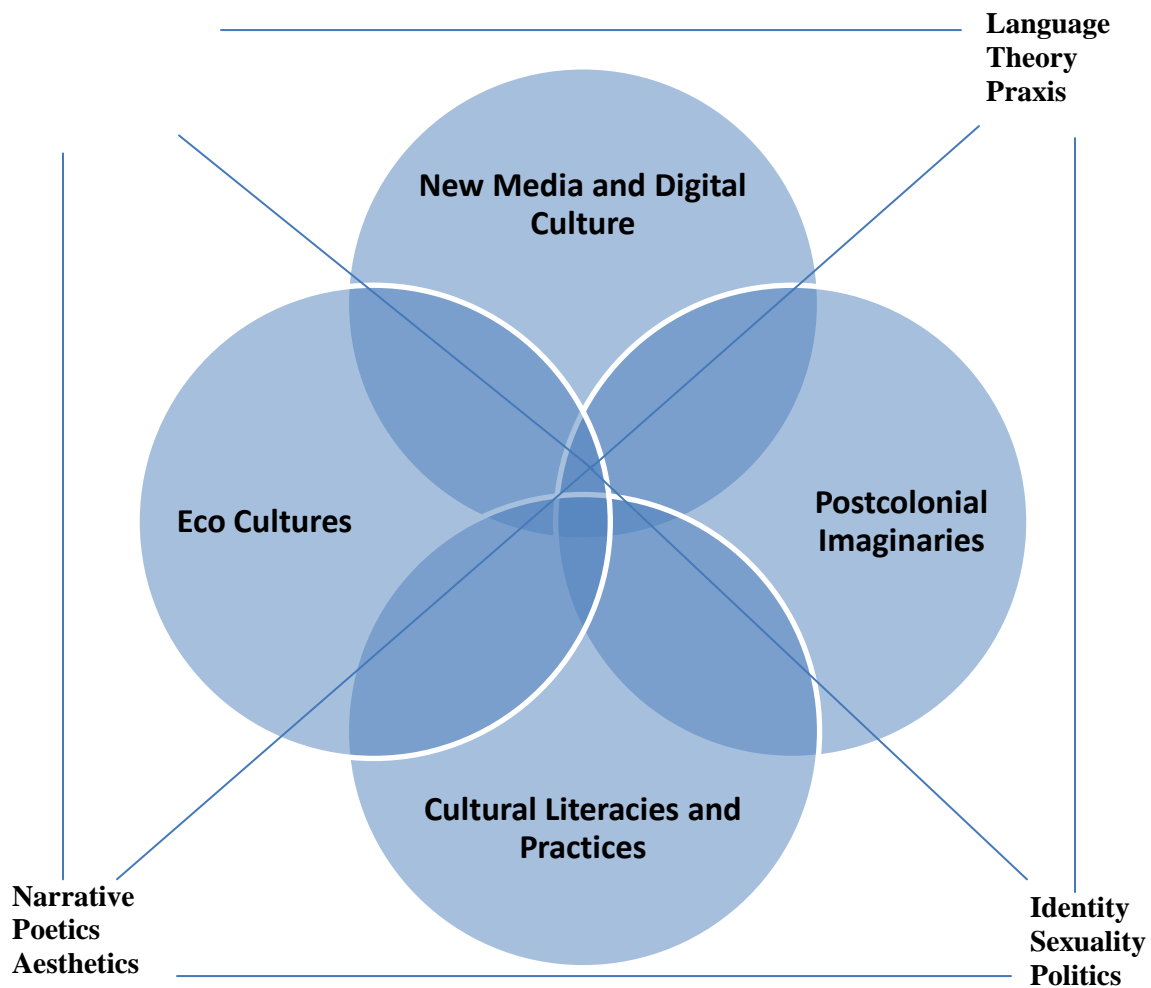 Language
Theory
Praxis
New Media and Digital
Culture
Eco Cultures
Postcolonial
Imaginaries
Cultural Literacies and
Practices
Narrative
Poetics
Aesthetics
Identity
Sexuality
Politics